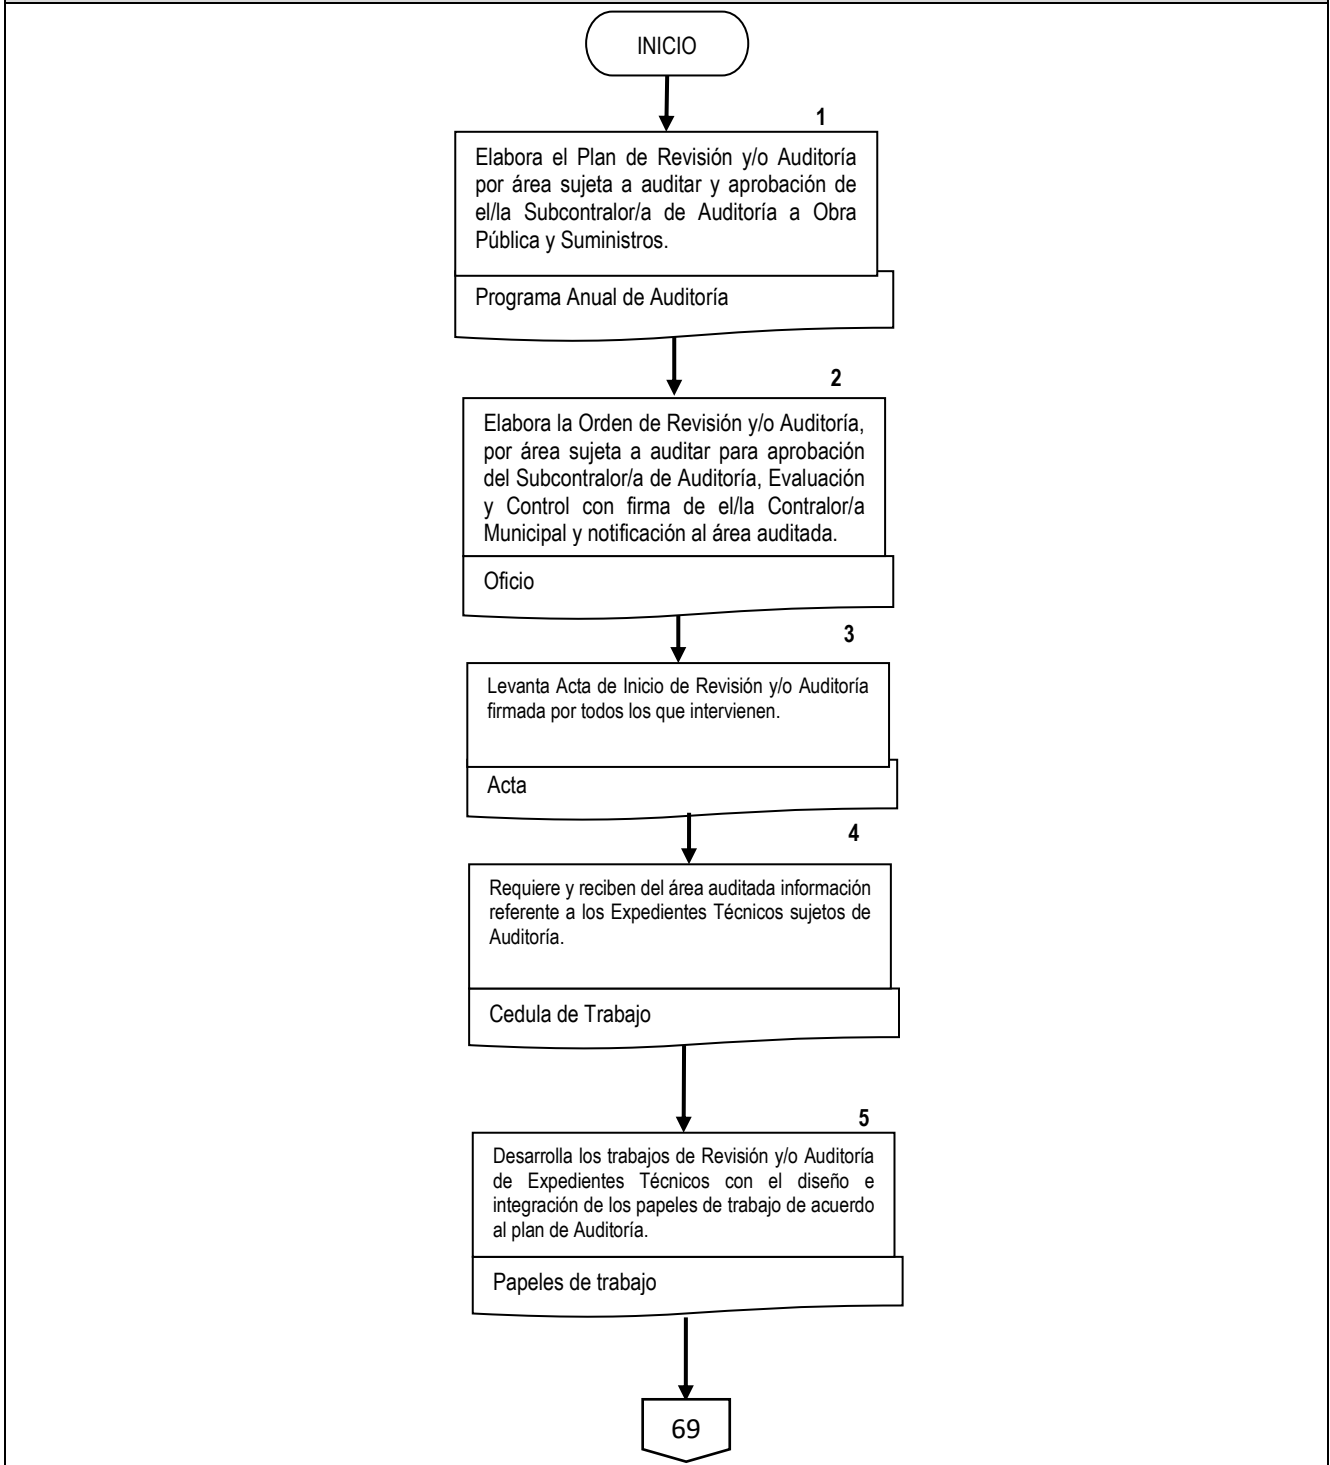 INICIO
1
Elabora el Plan de Revisión y/o Auditoría
por área sujeta a auditar y aprobación de
el/la Subcontralor/a de Auditoría a Obra
Pública y Suministros.
Programa Anual de Auditoría
2
Elabora la Orden de Revisión y/o Auditoría,
por área sujeta a auditar para aprobación
del Subcontralor/a de Auditoría, Evaluación
y Control con firma de el/la Contralor/a
Municipal y notificación al área auditada.
Oficio
3
Levanta Acta de Inicio de Revisión y/o Auditoría
firmada por todos los que intervienen.
Acta
4
Requiere y reciben del área auditada información
referente a los Expedientes Técnicos sujetos de
Auditoría.
Cedula de Trabajo
5
Desarrolla los trabajos de Revisión y/o Auditoría
de Expedientes Técnicos con el diseño e
integración de los papeles de trabajo de acuerdo
al plan de Auditoría.
Papeles de trabajo
69